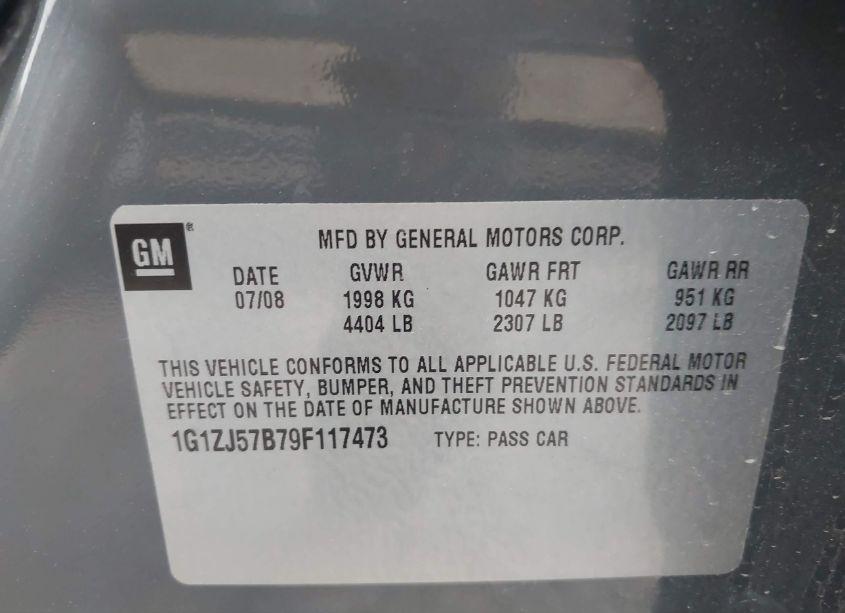 GM ®
MFD BY GENERAL MOTORS CORP.
DATE GVWR GAWR FRT GAWR RR
07/08 1998 KG 1047 KG 951 KG
4404 LB 2307 LB 2097 LB
THIS VEHICLE CONFORMS TO ALL APPLICABLE U.S. FEDERAL MOTOR
VEHICLE SAFETY, BUMPER, AND THEFT PREVENTION STANDARDS IN
EFFECT ON THE DATE OF MANUFACTURE SHOWN ABOVE.
1G1ZJ57B79F117473 TYPE: PASS CAR